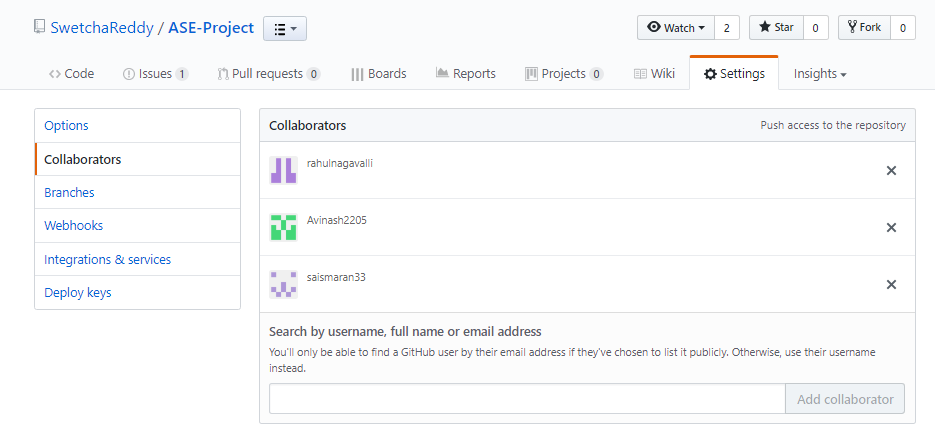 SwetchaReddy / ASE-Project
Watch 2 Star 0 Fork 0
<> Code Issues 1 Pull requests 0 Boards Reports Projects 0 Wiki Settings Insights
Options
Collaborators
Branches
Webhooks
Integrations & services
Deploy keys
Collaborators Push access to the repository
rahulnagavalli
Avinash2205
saismaran33
Search by username, full name or email address
You'll only be able to find a GitHub user by their email address if they've chosen to list it publicly. Otherwise, use their username
instead.
Add collaborator